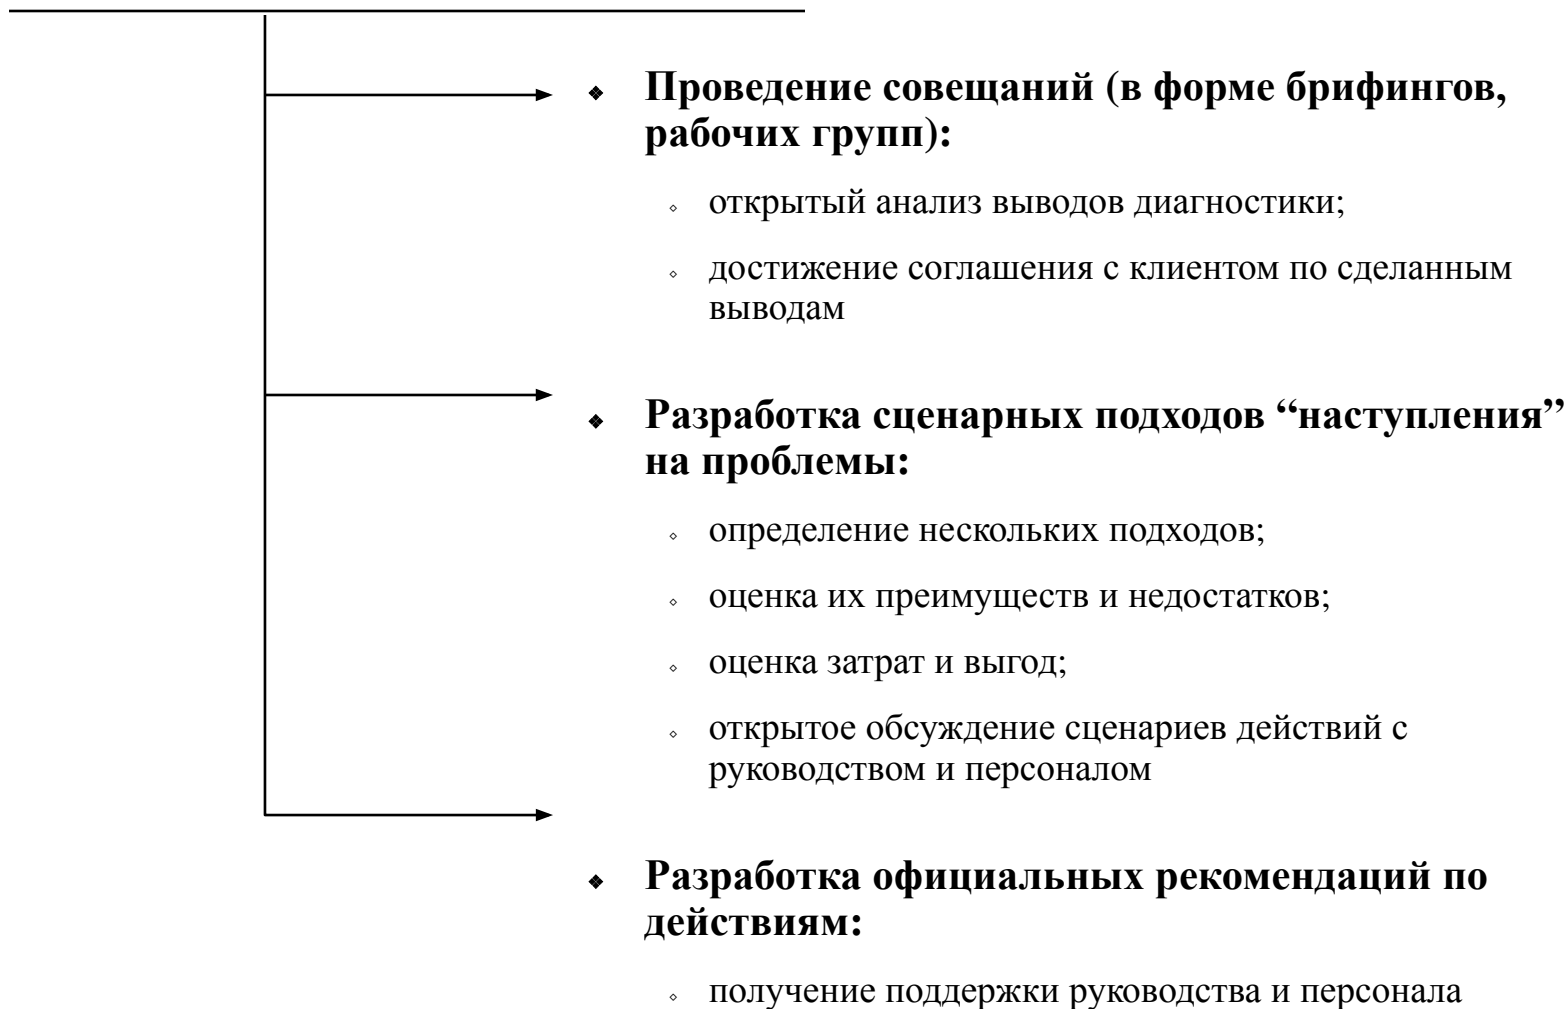 ❖ Проведение совещаний (в форме брифингов,
рабочих групп):
⬦ открытый анализ выводов диагностики;
⬦ достижение соглашения с клиентом по сделанным
выводам
❖ Разработка сценарных подходов “наступления”
на проблемы:
⬦ определение нескольких подходов;
⬦ оценка их преимуществ и недостатков;
⬦ оценка затрат и выгод;
⬦ открытое обсуждение сценариев действий с
руководством и персоналом
❖ Разработка официальных рекомендаций по
действиям:
⬦ получение поддержки руководства и персонала